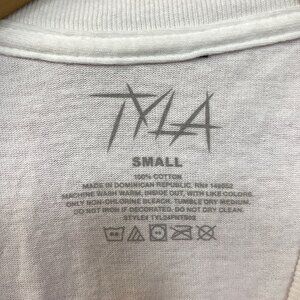 TYLA
SMALL
100% COTTON
MADE IN DOMINICAN REPUBLIC, RN#
MACHINE WASH WARM, INSIDE OUT, WITH LIKE COLORS.
ONLY NON-CHLORINE BLEACH. TUMBLE DRY MEDIUM.
DO NOT IRON IF DECORATED. DO NOT DRY CLEAN.
STYLE#